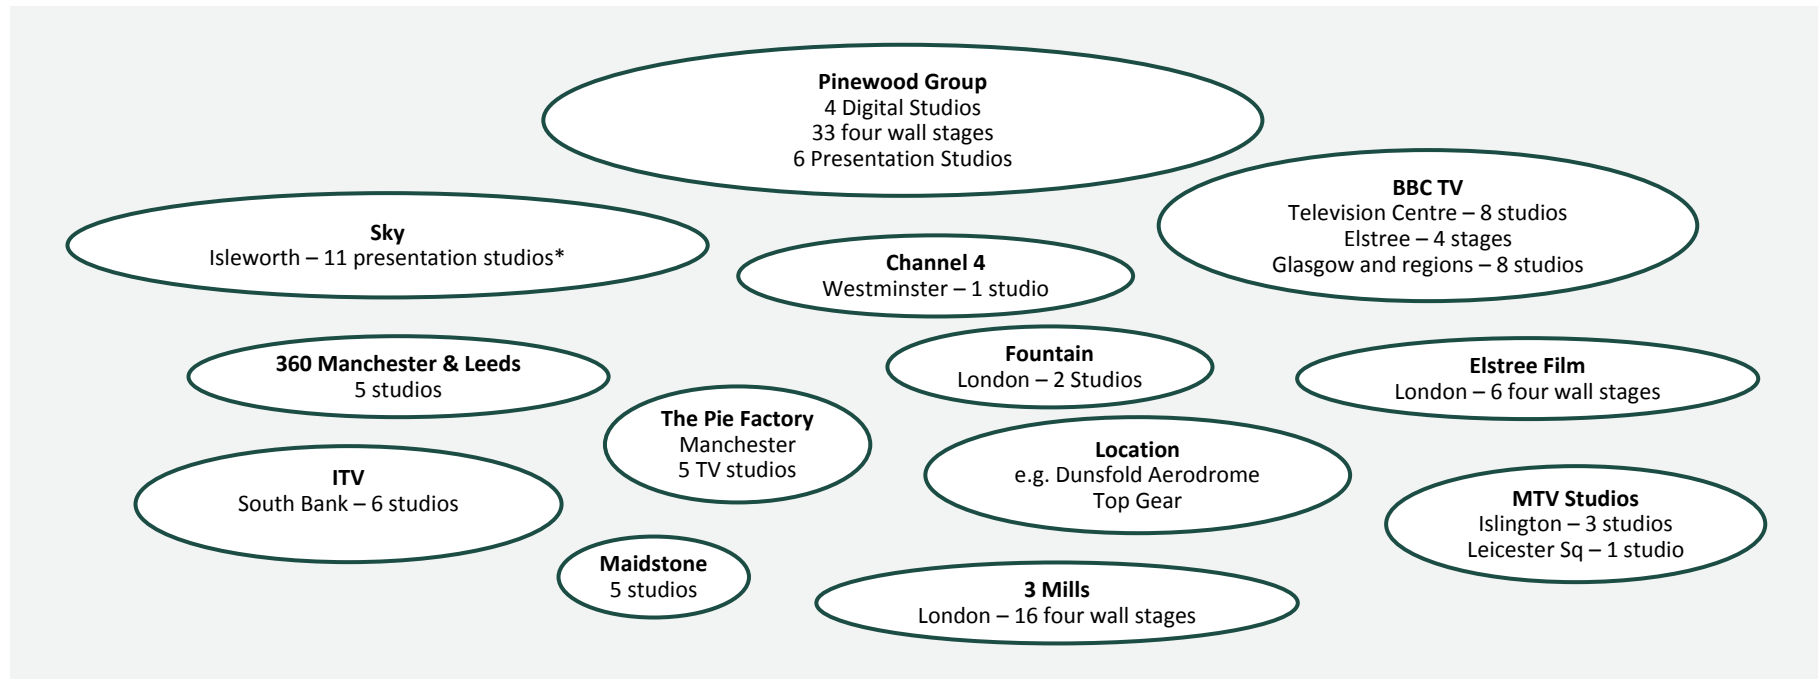 Pinewood Group
4 Digital Studios
33 four wall stages
6 Presentation Studios
BBC TV
Television Centre – 8 studios
Elstree – 4 stages
Glasgow and regions – 8 studios
Sky
Isleworth – 11 presentation studios*
Channel 4
Westminster – 1 studio
360 Manchester & Leeds
5 studios
Fountain
London – 2 Studios
Elstree Film
London – 6 four wall stages
The Pie Factory
Manchester
5 TV studios
Location
e.g. Dunsfold Aerodrome
Top Gear
ITV
South Bank – 6 studios
MTV Studios
Islington – 3 studios
Leicester Sq – 1 studio
Maidstone
5 studios
3 Mills
London – 16 four wall stages